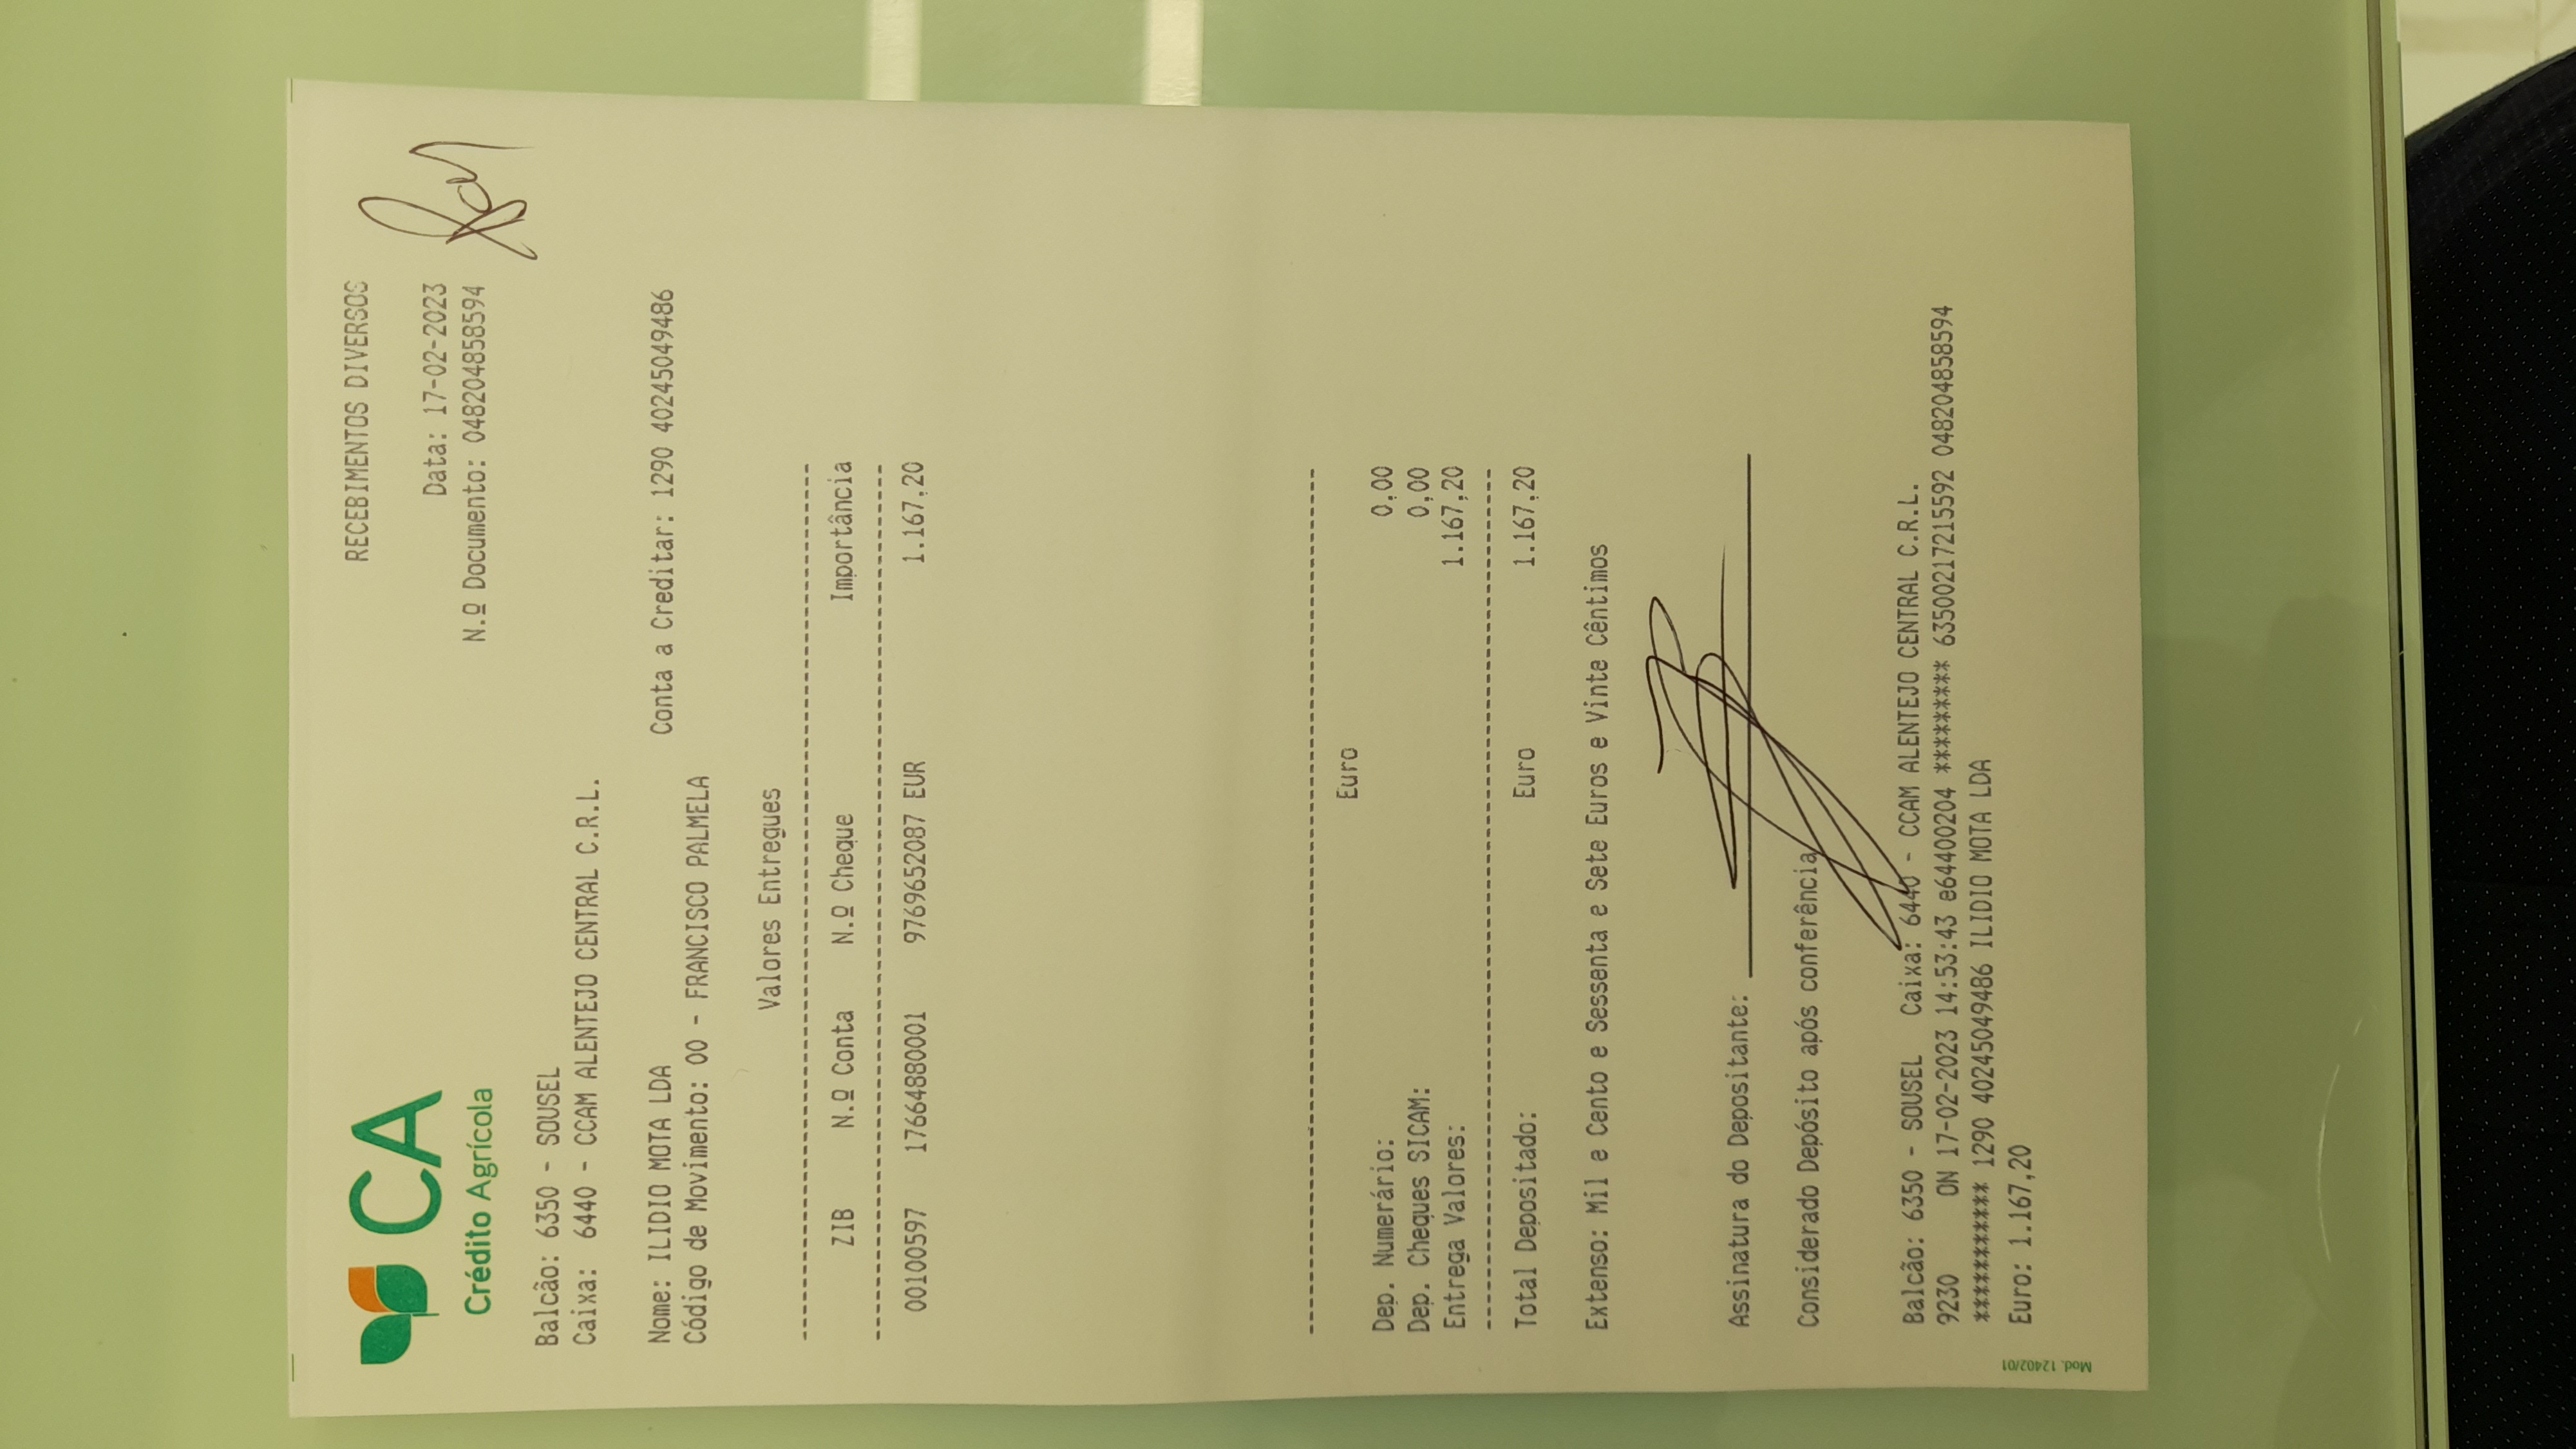 CA
Crédito Agrícola
RECEBIMENTOS DIVERSOS
Data: 17-02-2023
N.º Documento: 04820485859​4
Balcão: 6350 - SOUSEL
Caixa: 6440 - CCAM ALENTEJO CENTRAL C.R.L.
Nome: ILIDIO MOTA LDA Conta a Creditar: 1290 40245049486
Código de Movimento: 00 - FRANCISCO PALMELA
Valores Entregues
ZIB N.º Conta N.º Cheque Importância
00100597 17664880001 9769652087 EUR 1.167,20
Euro
Dep. Numerário: 0,00
Dep. Cheques SICAM: 0,00
Entrega Valores: 1.167,20
Total Depositado: Euro 1.167,20
Extenso: Mil e Cento e Sessenta e Sete Euros e Vinte Cêntimos
Assinatura do Depositante:
Considerado Depósito após conferência
Balcão: 6350 - SOUSEL Caixa: 6440 - CCAM ALENTEJO CENTRAL C.R.L.
9230 ON 17-02-2023 14:53:43 e64400204 ********* 635002172155​92 048204858594
*********** 1290 40245049486 ILIDIO MOTA LDA
Euro: 1.167,20
Mod. 12402/01